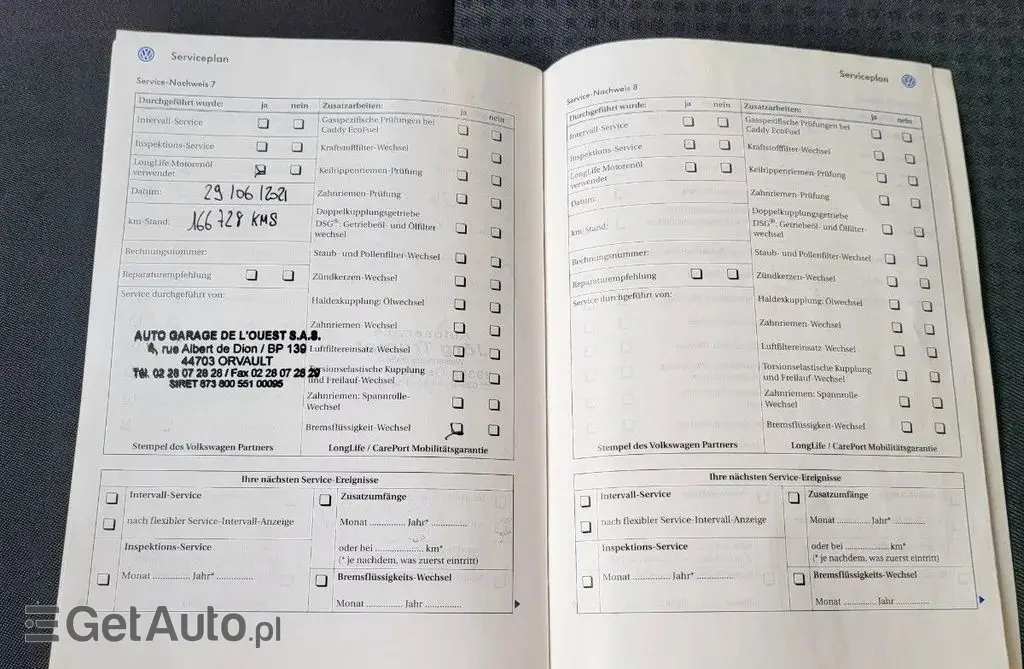 Serviceplan
Service-Nachweis 7
Durchgeführt wurde: ja nein
Intervall-Service
Inspektions-Service
LongLife Motorenöl
verwendet
Datum: 29/06/2021
km-Stand: 166 728 KMS
Rechnungsnummer:
Reparaturempfehlung
Service durchgeführt von:
AUTO GARAGE DE L'OUEST S.A.S.
4, rue Albert de Dion / BP 139
44703 ORVAULT
Tél. 02 28 07 28 28 / Fax 02 28 07 28 29
SIRET 873 800 551 00095
Stempel des Volkswagen Partners
Zusatzarbeiten: ja nein
Gasspezifische Prüfungen bei
Caddy EcoFuel
Kraftstofffilter-Wechsel
Keilrippenriemen-Prüfung
Zahnriemen-Prüfung
Doppelkupplungsgetriebe
DSG®: Getriebeöl- und Ölfilter-
wechsel
Staub- und Pollenfilter-Wechsel
Zündkerzen-Wechsel
Haldexkupplung: Ölwechsel
Zahnriemen-Wechsel
Luftfiltereinsatz-Wechsel
Torsionselastische Kupplung
und Freilauf-Wechsel
Zahnriemen: Spannrolle-
Wechsel
Bremsflüssigkeit-Wechsel
LongLife / CarePort Mobilitätsgarantie
Ihre nächsten Service-Ereignisse
Intervall-Service
nach flexibler Service-Intervall-Anzeige
Inspektions-Service
Monat ............ Jahr* ............
Zusatzumfänge
Monat ............ Jahr* ............
oder bei ................ km*
(* je nachdem, was zuerst eintritt)
Bremsflüssigkeits-Wechsel
Monat ............ Jahr ............
Serviceplan
Service-Nachweis 8
Durchgeführt wurde: ja nein
Intervall-Service
Inspektions-Service
LongLife Motorenöl
verwendet
Datum:
km-Stand:
Rechnungsnummer:
Reparaturempfehlung
Service durchgeführt von:
Stempel des Volkswagen Partners
Zusatzarbeiten: ja nein
Gasspezifische Prüfungen bei
Caddy EcoFuel
Kraftstofffilter-Wechsel
Keilrippenriemen-Prüfung
Zahnriemen-Prüfung
Doppelkupplungsgetriebe
DSG®: Getriebeöl- und Ölfilter-
wechsel
Staub- und Pollenfilter-Wechsel
Zündkerzen-Wechsel
Haldexkupplung: Ölwechsel
Zahnriemen-Wechsel
Luftfiltereinsatz-Wechsel
Torsionselastische Kupplung
und Freilauf-Wechsel
Zahnriemen: Spannrolle-
Wechsel
Bremsflüssigkeit-Wechsel
LongLife / CarePort Mobilitätsgarantie
Ihre nächsten Service-Ereignisse
Intervall-Service
nach flexibler Service-Intervall-Anzeige
Inspektions-Service
Monat ............ Jahr* ............
Zusatzumfänge
Monat ............ Jahr* ............
oder bei ................ km*
(* je nachdem, was zuerst eintritt)
Bremsflüssigkeits-Wechsel
Monat ............ Jahr ............
GetAuto.pl